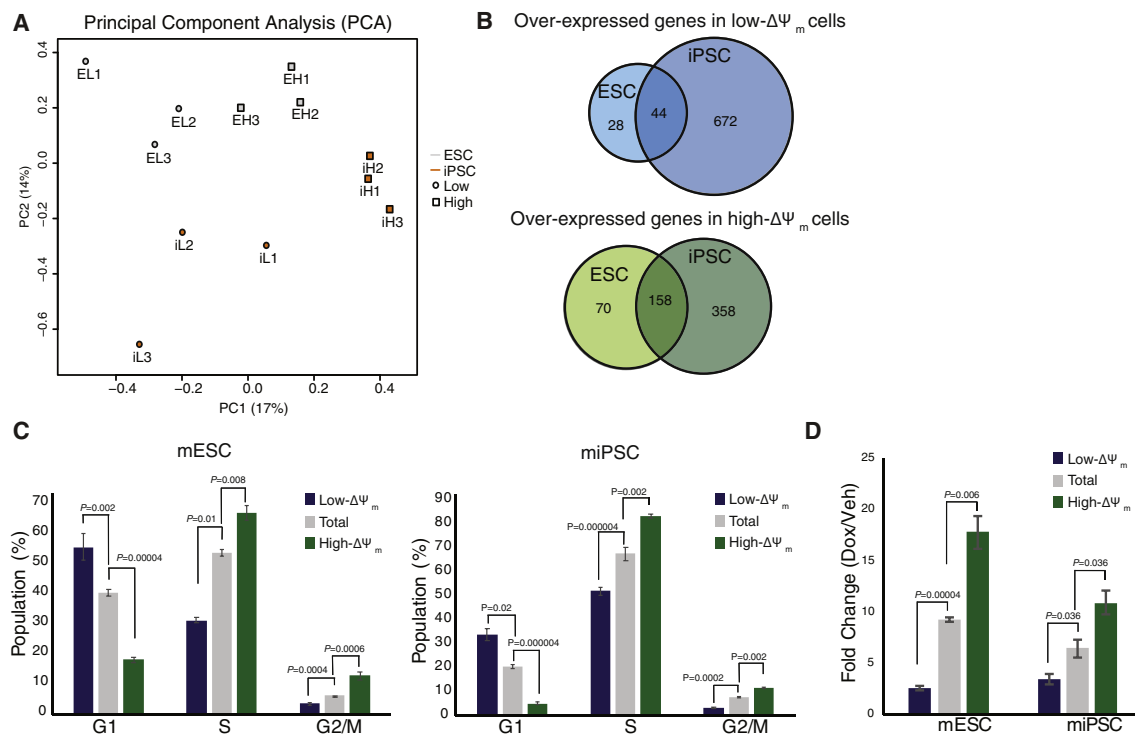 A
Principal Component Analysis (PCA)
0.4
0.2
0.0
−0.2
−0.4
−0.6
PC2 (14%)
EL1
EL2
EL3
EH1
EH2
EH3
iH2
iH1
iH3
iL2
iL1
iL3
−0.4
−0.2
0.0
0.2
0.4
PC1 (17%)
ESC
iPSC
Low
High
B
Over-expressed genes in low-ΔΨm cells
iPSC
ESC
28
44
672
Over-expressed genes in high-ΔΨm cells
ESC
iPSC
70
158
358
C
mESC
70
60
50
40
30
20
10
0
Population (%)
P=0.002
P=0.00004
P=0.01
P=0.008
P=0.0004
P=0.0006
Low-ΔΨm
Total
High-ΔΨm
G1
S
G2/M
miPSC
90
80
70
60
50
40
30
20
10
0
Population (%)
P=0.02
P=0.000004
P=0.000004
P=0.002
P=0.0002
P=0.002
Low-ΔΨm
Total
High-ΔΨm
G1
S
G2/M
D
25
20
15
10
5
0
Fold Change (Dox/Veh)
Low-ΔΨm
Total
High-ΔΨm
P=0.006
P=0.00004
P=0.036
P=0.036
mESC
miPSC